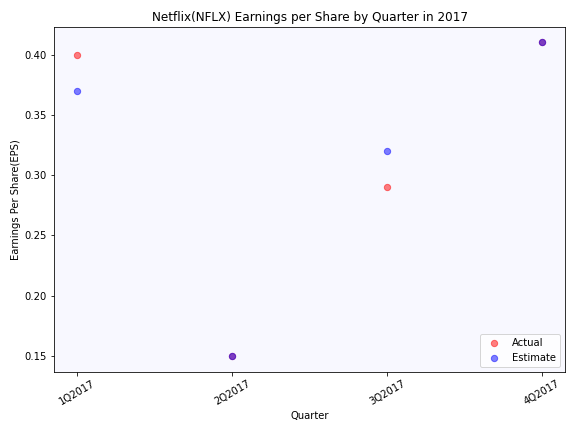 Netflix(NFLX) Earnings per Share by Quarter in 2017
Earnings Per Share(EPS)
0.40
0.35
0.30
0.25
0.20
0.15
Actual
Estimate
1Q2017
2Q2017
3Q2017
4Q2017
Quarter